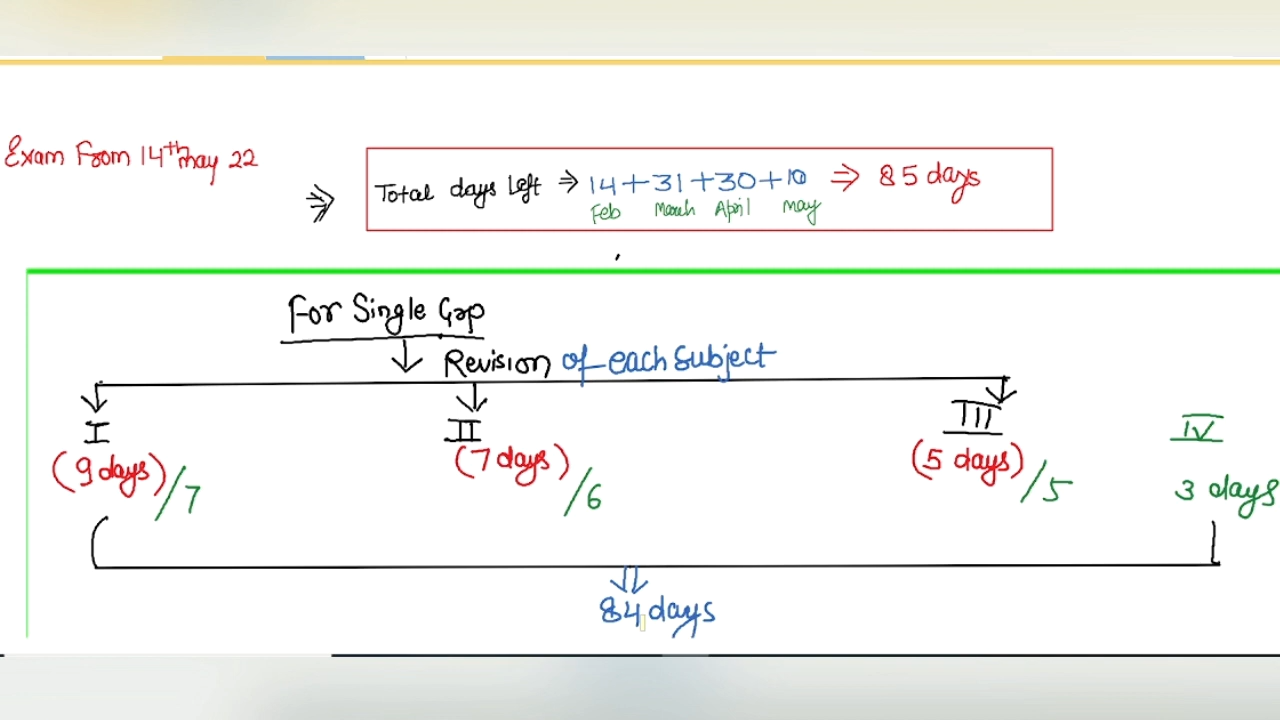 Exam From 14th may 22
Total days left ⇒ 14+31+30+10 ⇒ 85 days
Feb March April May
For Single Grp
Revision of each Subject
I II III IV
(9 days)/7 (7 days)/6 (5 days)/5 3 days
84 days